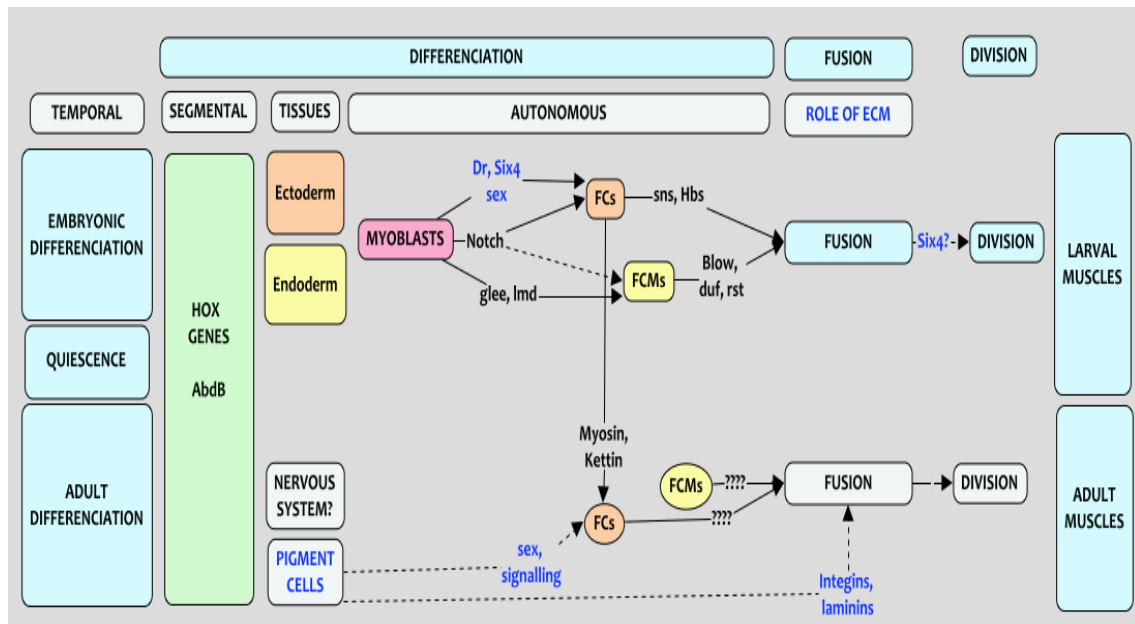 DIFFERENCIATION
FUSION
DIVISION
TEMPORAL
SEGMENTAL
TISSUES
AUTONOMOUS
ROLE OF ECM
EMBRYONIC
DIFFERENCIATION
QUIESCENCE
ADULT
DIFFERENCIATION
HOX
GENES
AbdB
Ectoderm
Endoderm
NERVOUS
SYSTEM?
PIGMENT
CELLS
MYOBLASTS
Dr, Six4
sex
Notch
glee, lmd
FCs
sns, Hbs
FCMs
Blow,
duf, rst
FUSION
Six4?
DIVISION
LARVAL
MUSCLES
Myosin,
Kettin
FCs
FCMs
????
????
FUSION
DIVISION
sex,
signalling
Integins,
laminins
ADULT
MUSCLES